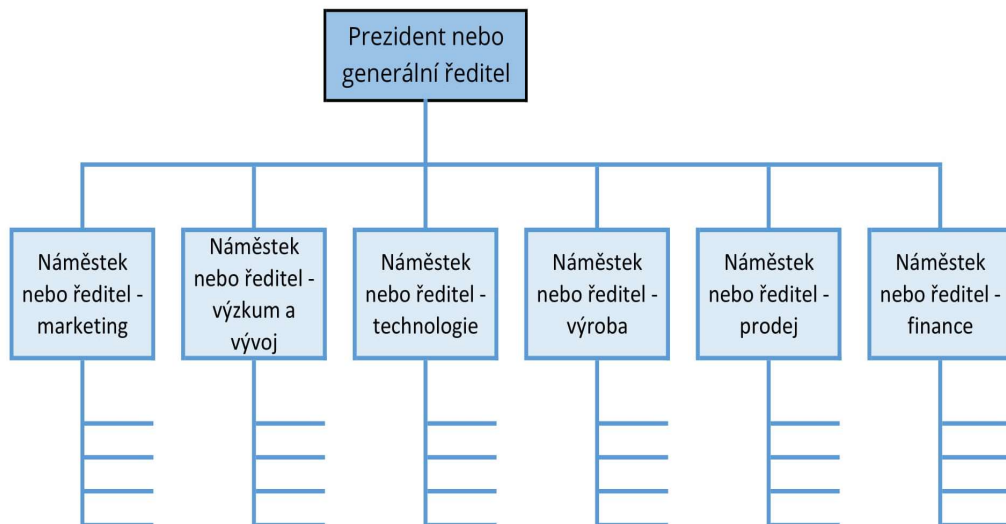 Prezident nebo
generální ředitel
Náměstek
nebo ředitel -
marketing
Náměstek
nebo ředitel -
výzkum a
vývoj
Náměstek
nebo ředitel -
technologie
Náměstek
nebo ředitel -
výroba
Náměstek
nebo ředitel -
prodej
Náměstek
nebo ředitel -
finance